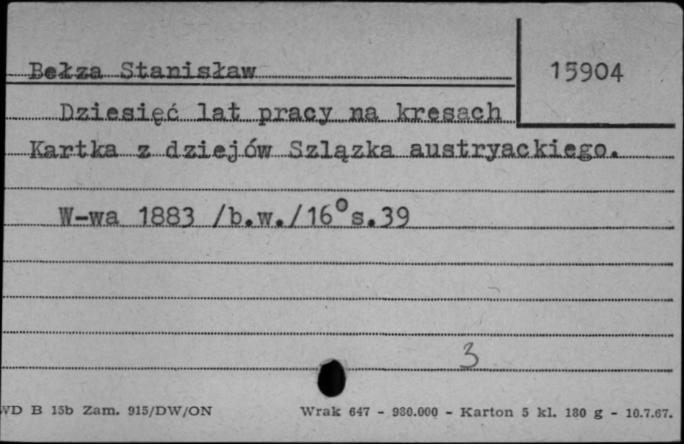 Bełza Stanisław
15904
Dziesięć lat pracy na kresach
Kartka z dziejów Szlązka austryackiego.
W-wa 1883 /b.w./16° s.39
3
WD B 15b Zam. 915/DW/ON
Wrak 647 - 980.000 - Karton 5 kl. 180 g - 10.7.67.